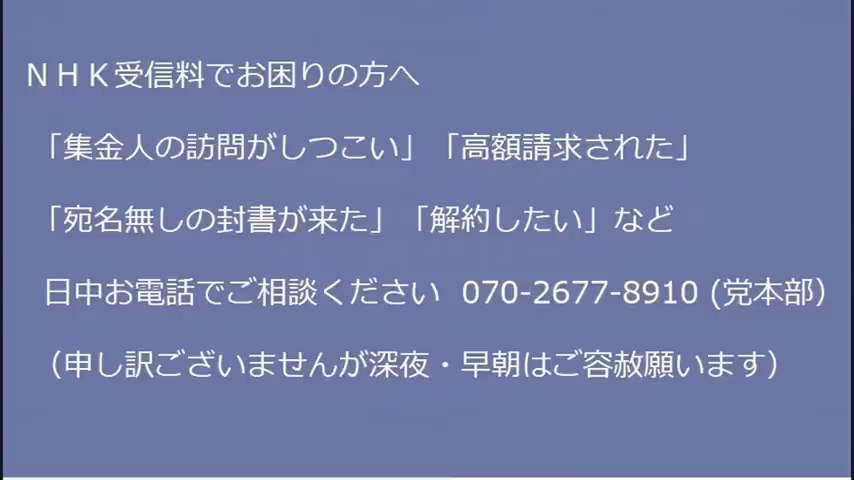 ＮＨＫ受信料でお困りの方へ
「集金人の訪問がしつこい」「高額請求された」
「宛名無しの封書が来た」「解約したい」など
日中お電話でご相談ください 070-2677-8910 (党本部）
（申し訳ございませんが深夜・早朝はご容赦願います）